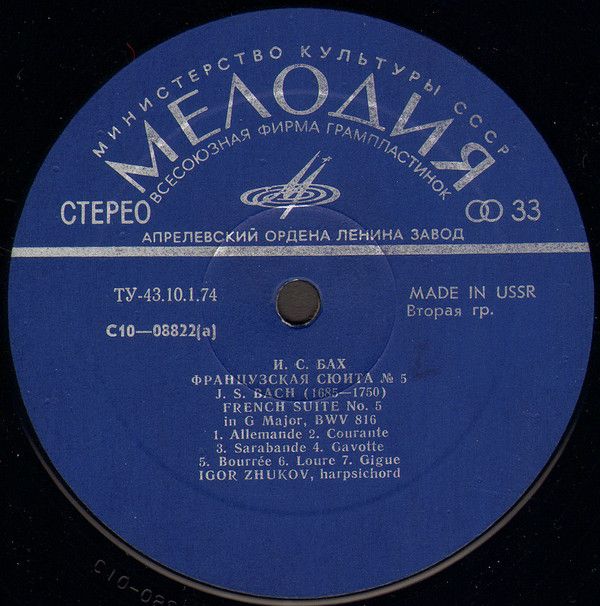 МИНИСТЕРСТВО КУЛЬТУРЫ СССР
МЕЛОДИЯ
ВСЕСОЮЗНАЯ ФИРМА ГРАМПЛАСТИНОК
СТЕРЕО
33
АПРЕЛЕВСКИЙ ОРДЕНА ЛЕНИНА ЗАВОД
ТУ-43.10.1.74
MADE IN USSR
С10—08822(а)
Вторая гр.
И. С. БАХ
ФРАНЦУЗСКАЯ СЮИТА № 5
J. S. BACH (1685—1750)
FRENCH SUITE No. 5
in G Major, BWV 816
1. Allemande 2. Courante
3. Sarabande 4. Gavotte
5. Bourrée 6. Loure 7. Gigue
IGOR ZHUKOV, harpsichord